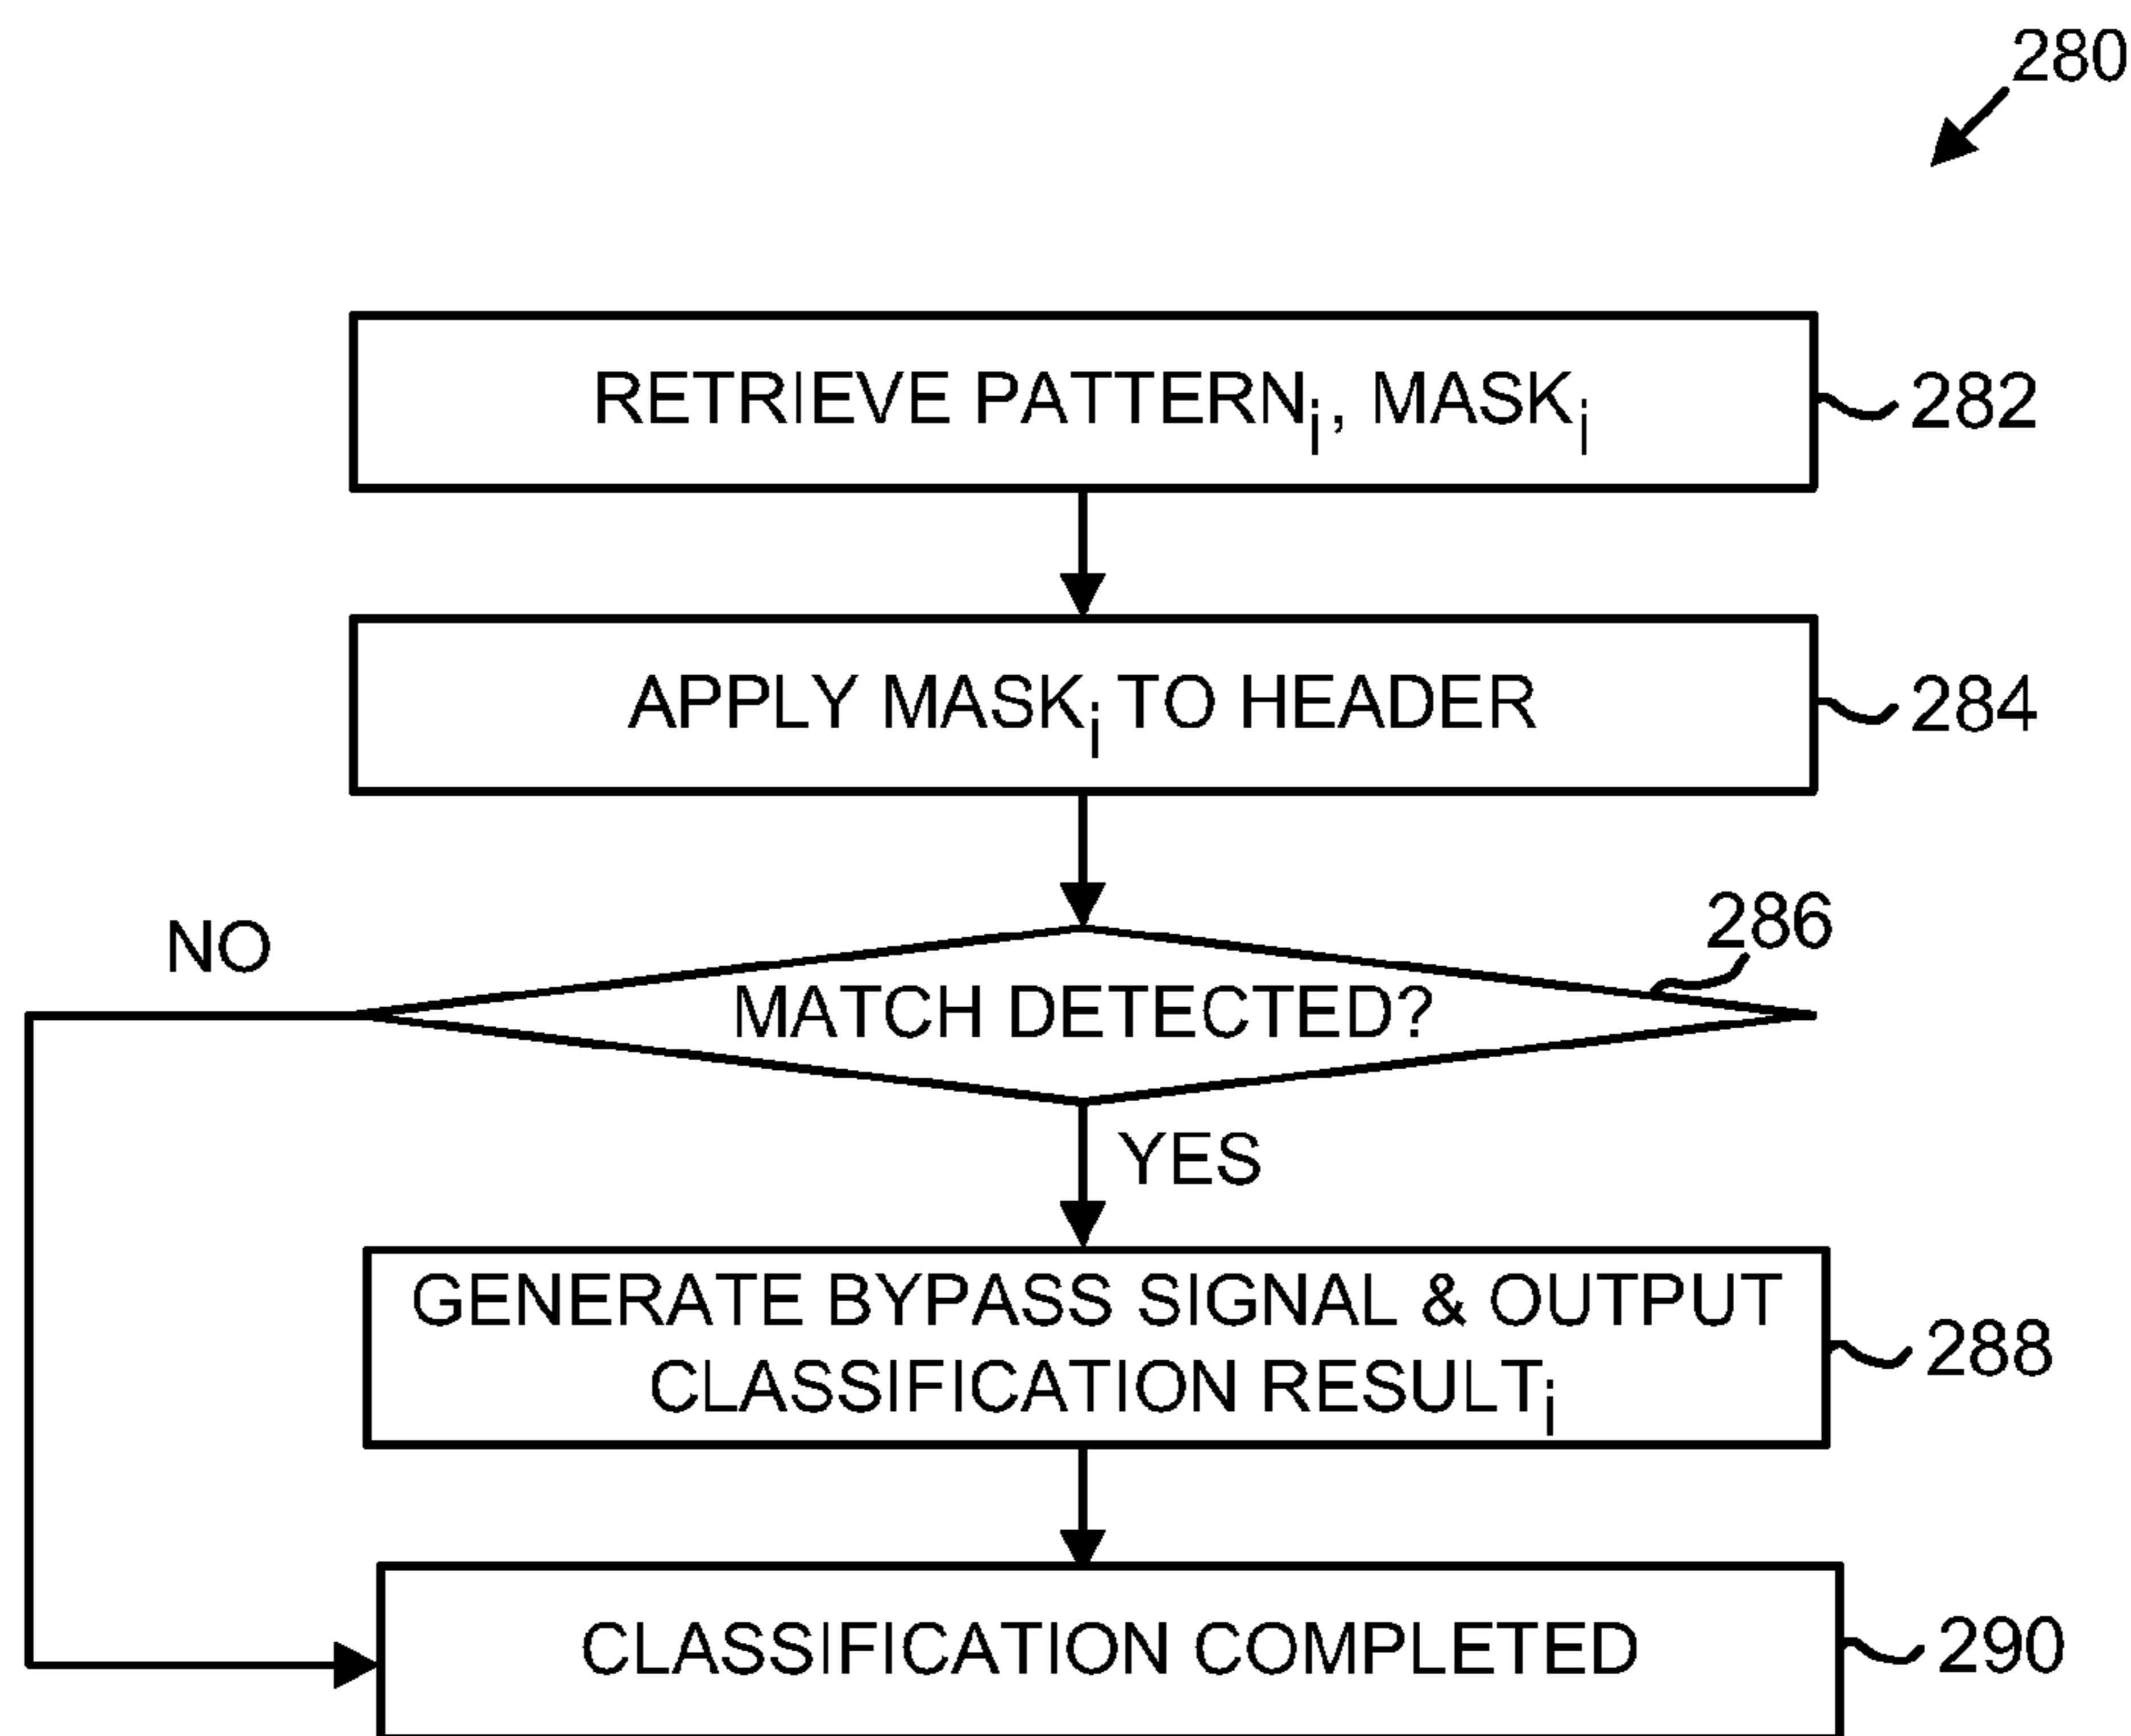 280
RETRIEVE PATTERNi, MASKi
282
APPLY MASKi TO HEADER
284
286
NO
MATCH DETECTED?
YES
GENERATE BYPASS SIGNAL & OUTPUT
CLASSIFICATION RESULTi
288
CLASSIFICATION COMPLETED
290